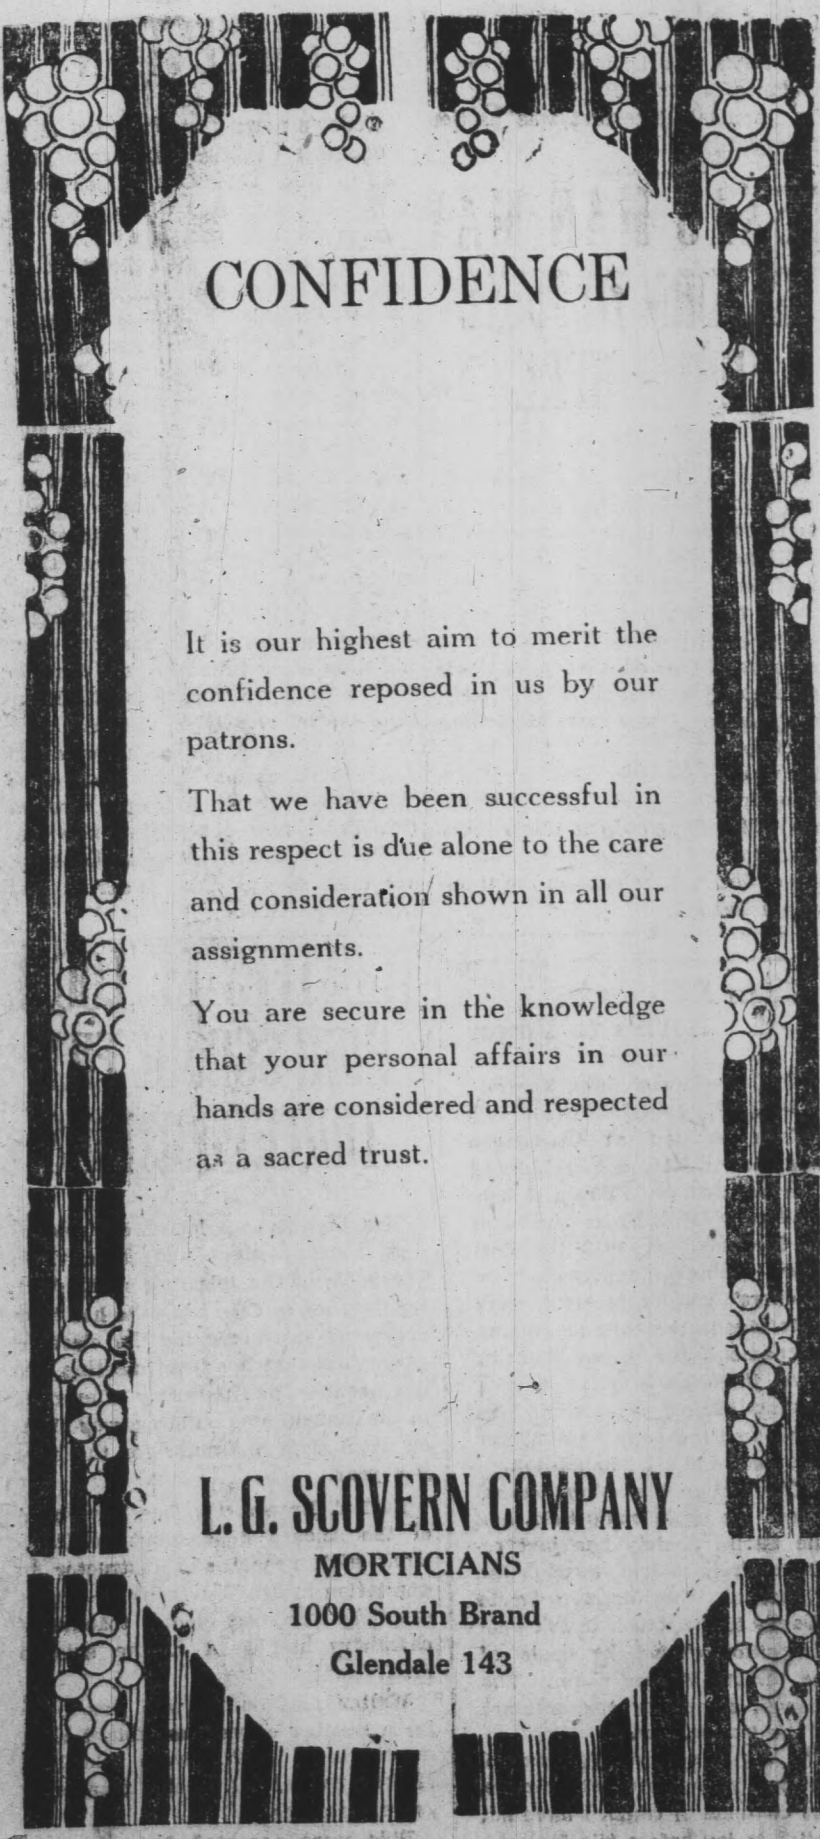 CONFIDENCE
It is our highest aim to merit the
confidence reposed in us by our
patrons.
That we have been successful in
this respect is due alone to the care
and consideration shown in all our
assignments.
You are secure in the knowledge
that your personal affairs in our
hands are considered and respected
as a sacred trust.
L. G. SCOVERN COMPANY
MORTICIANS
1000 South Brand
Glendale 143